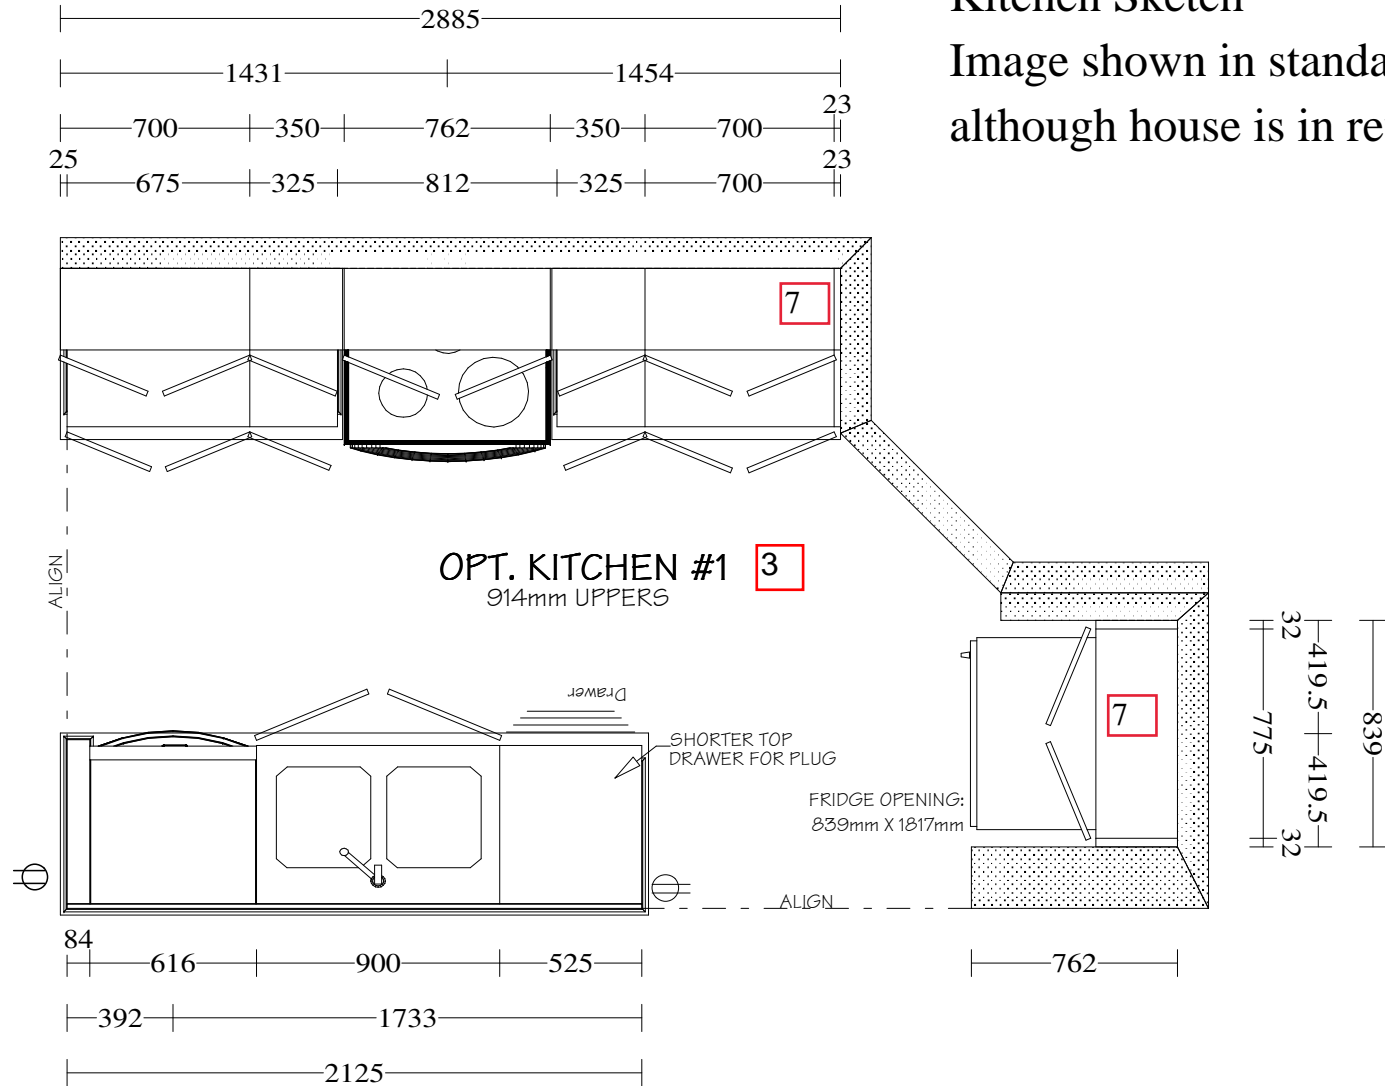 Kitchen Sketch
Image shown in standa
although house is in re
2885
1431 1454
23
700 350 762 350 700
25 23
675 325 812 325 700
7
OPT. KITCHEN #1 3
914mm UPPERS
ALIGN
32
419.5
775
839
419.5
32
7
Drawer
SHORTER TOP
DRAWER FOR PLUG
FRIDGE OPENING:
839mm X 1817mm
ALIGN
84
616 900 525 762
392 1733
2125